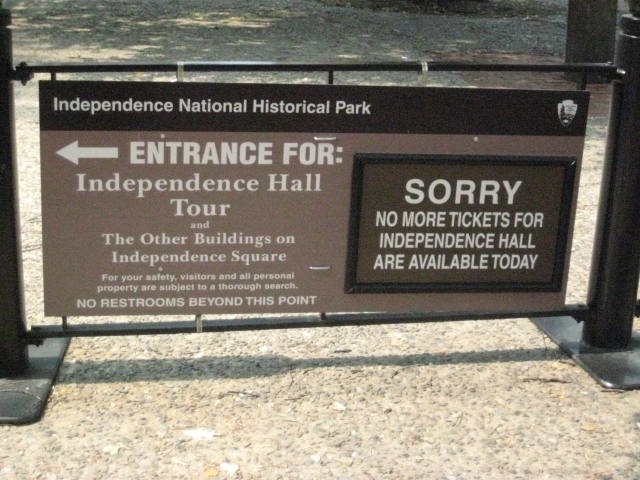 Independence National Historical Park
ENTRANCE FOR:
Independence Hall
Tour
and
The Other Buildings on
Independence Square
For your safety, visitors and all personal
property are subject to a thorough search.
NO RESTROOMS BEYOND THIS POINT
SORRY
NO MORE TICKETS FOR
INDEPENDENCE HALL
ARE AVAILABLE TODAY